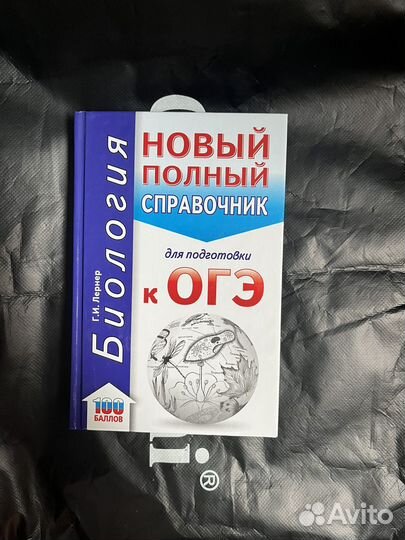 НОВЫЙ
ПОЛНЫЙ
СПРАВОЧНИК
для подготовки
к ОГЭ
Биология
Г.И. Лернер
100
БАЛЛОВ
i®
Avito